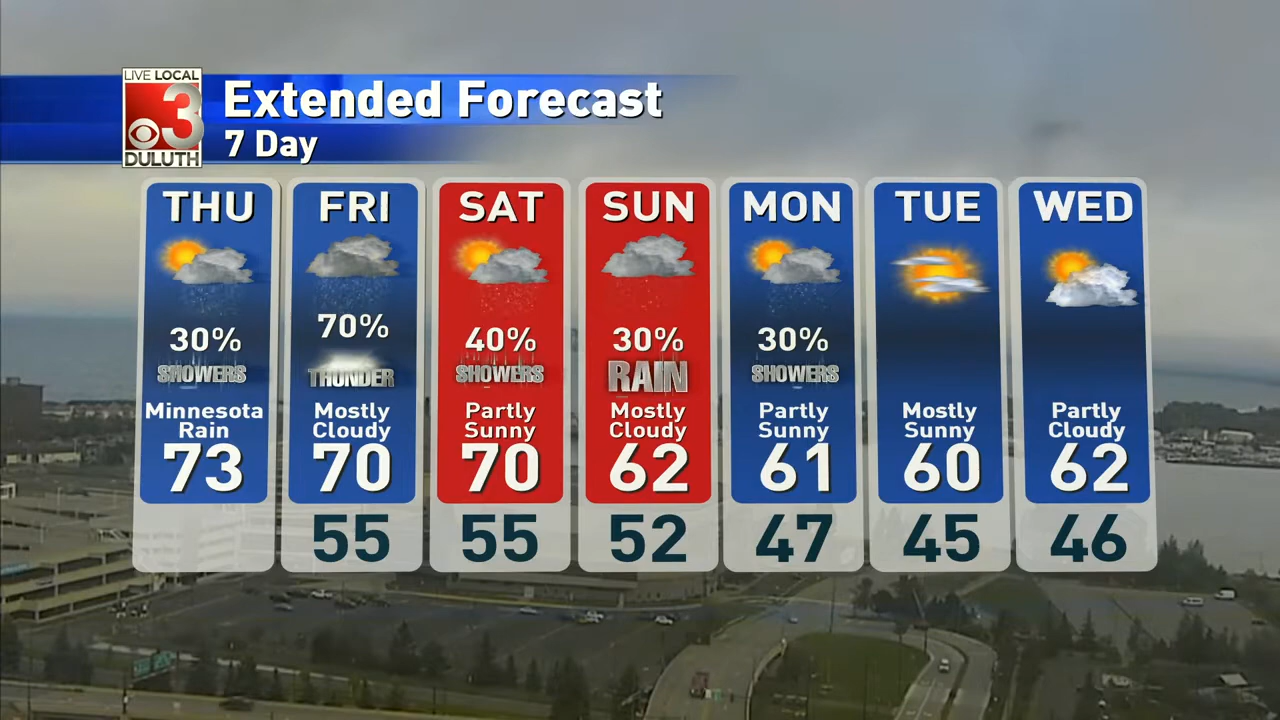 LIVE LOCAL
3
DULUTH
Extended Forecast
7 Day
THU
30%
SHOWERS
Minnesota
Rain
73
FRI
70%
THUNDER
Mostly
Cloudy
70
55
SAT
40%
SHOWERS
Partly
Sunny
70
55
SUN
30%
RAIN
Mostly
Cloudy
62
52
MON
30%
SHOWERS
Partly
Sunny
61
47
TUE
Mostly
Sunny
60
45
WED
Partly
Cloudy
62
46